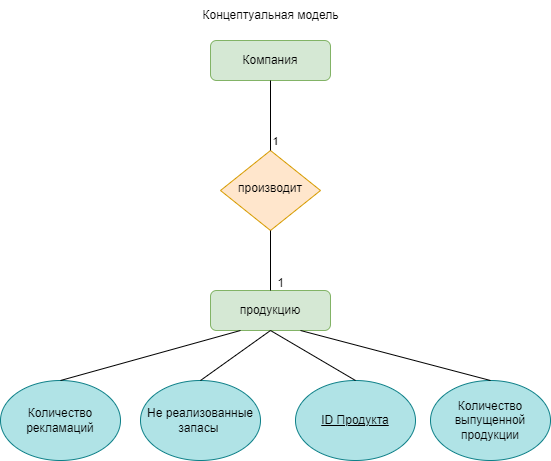 Концептуальная модель
Компания
1
производит
1
продукцию
Количество
рекламаций
Не реализованные
запасы
ID Продукта
Количество
выпущенной
продукции